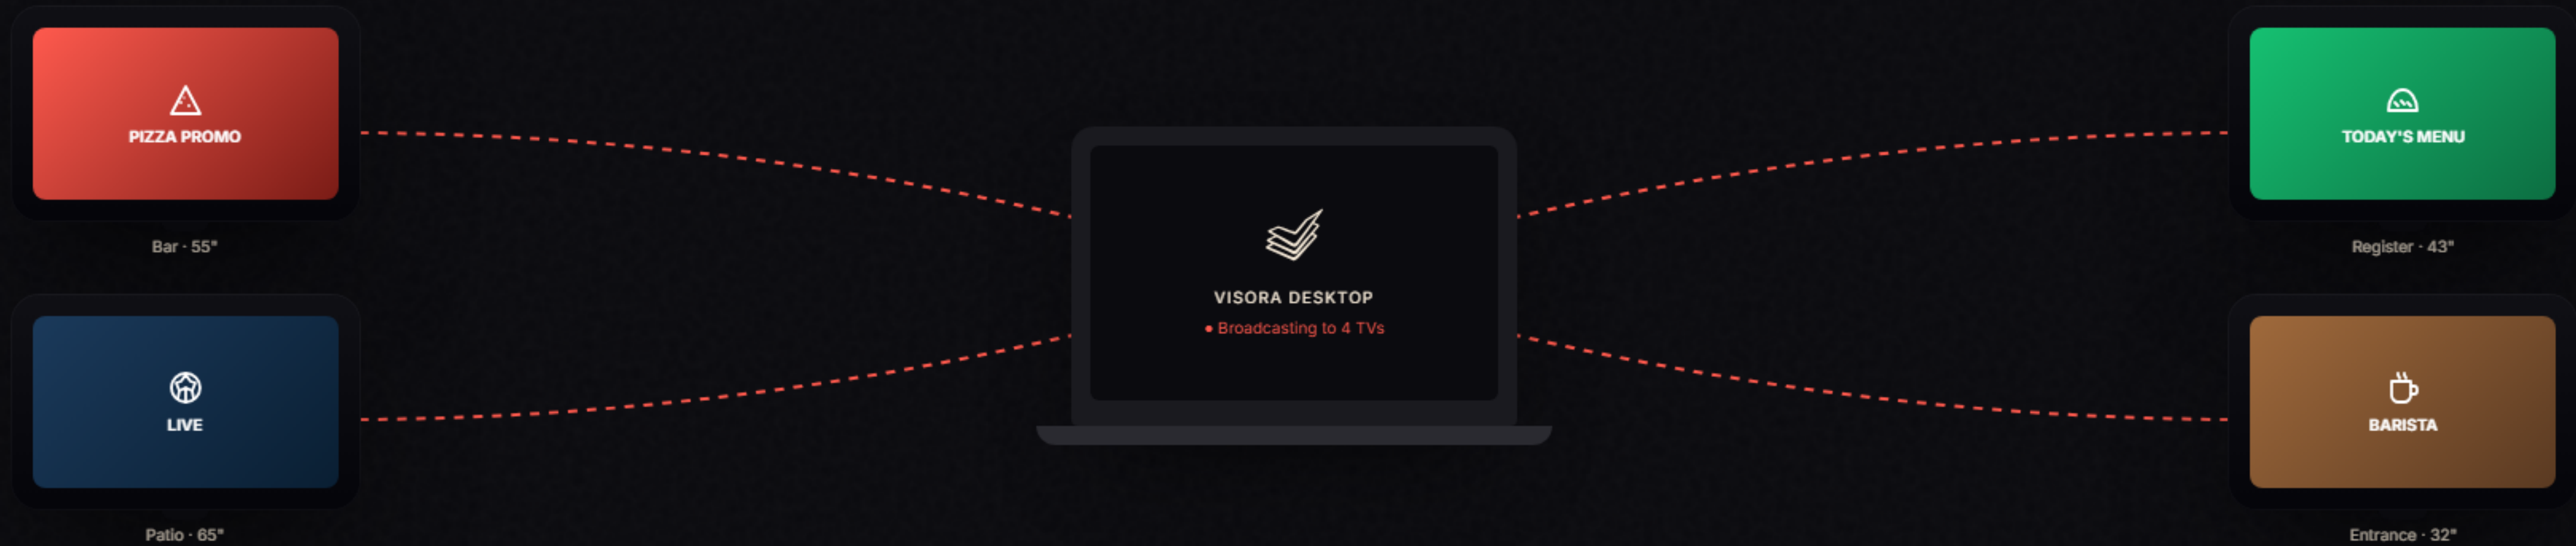 PIZZA PROMO
Bar · 55"
LIVE
Patio · 65"
VISORA DESKTOP
● Broadcasting to 4 TVs
TODAY'S MENU
Register · 43"
BARISTA
Entrance · 32"